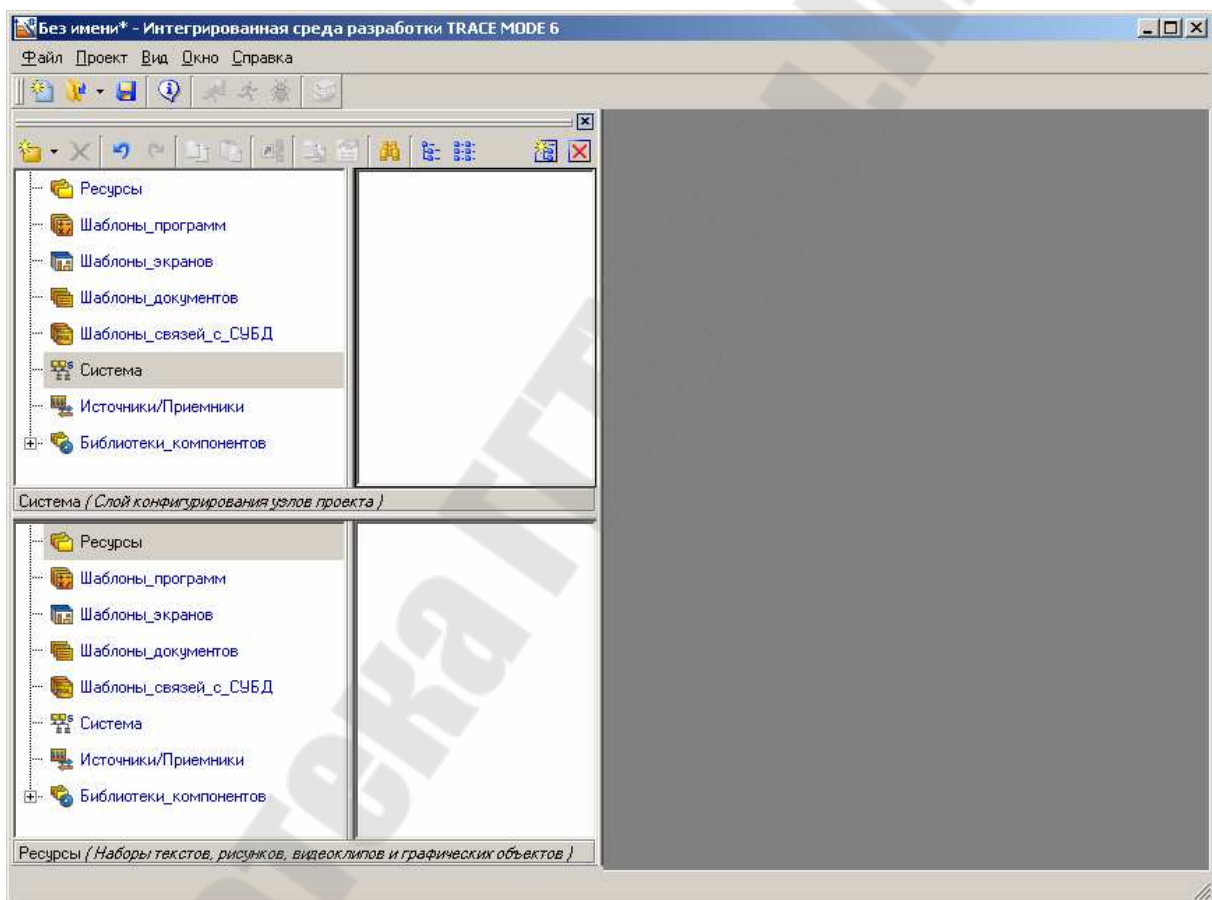 Без имени* - Интегрированная среда разработки TRACE MODE 6
Файл Проект Вид Окно Справка
Ресурсы
Шаблоны_программ
Шаблоны_экранов
Шаблоны_документов
Шаблоны_связей_с_СУБД
Система
Источники/Приемники
Библиотеки_компонентов
Система ( Слой конфигурирования узлов проекта )
Ресурсы
Шаблоны_программ
Шаблоны_экранов
Шаблоны_документов
Шаблоны_связей_с_СУБД
Система
Источники/Приемники
Библиотеки_компонентов
Ресурсы ( Наборы текстов, рисунков, видеоклипов и графических объектов )